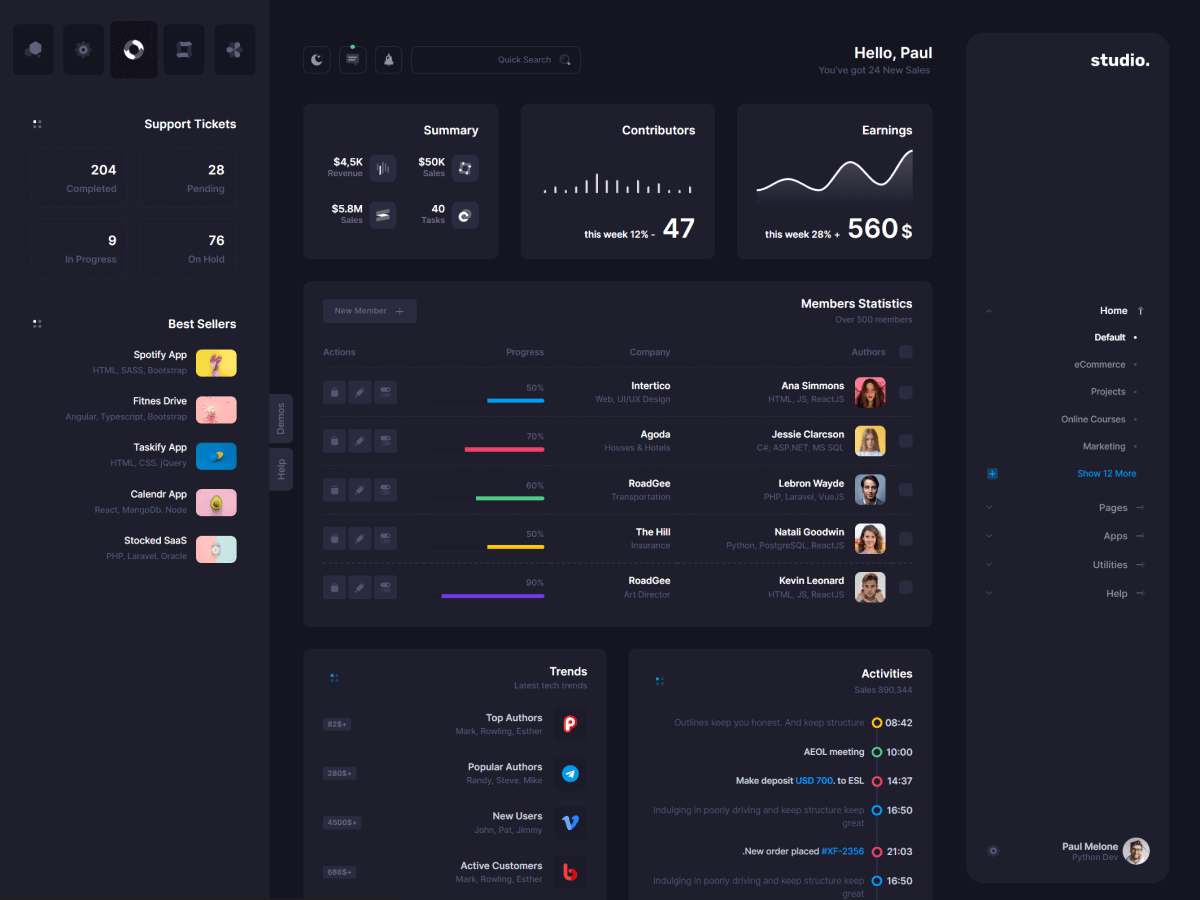 Support Tickets
204
Completed
28
Pending
9
In Progress
76
On Hold
Best Sellers
Spotify App
HTML, SASS, Bootstrap
Fitnes Drive
Angular, Typescript, Bootstrap
Taskify App
HTML, CSS. jQuery
Calendr App
React, MangoDb. Node
Stocked SaaS
PHP, Laravel, Oracle
Demos
Help
Quick Search
Hello, Paul
You've got 24 New Sales
Summary
$4,5K
Revenue
$50K
Sales
$5.8M
Sales
40
Tasks
Contributors
this week 12% - 47
Earnings
this week 28% + 560 $
New Member
Members Statistics
Over 500 members
Actions Progress Company Authors
50%
Intertico
Web, UI/UX Design
Ana Simmons
HTML, JS, ReactJS
70%
Agoda
Houses & Hotels
Jessie Clarcson
C#, ASP.NET, MS SQL
60%
RoadGee
Transportation
Lebron Wayde
PHP, Laravel, VueJS
50%
The Hill
Insurance
Natali Goodwin
Python, PostgreSQL, ReactJS
90%
RoadGee
Art Director
Kevin Leonard
HTML, JS, ReactJS
Trends
Latest tech trends
82$+
Top Authors
Mark, Rowling, Esther
280$+
Popular Authors
Randy, Steve, Mike
4500$+
New Users
John, Pat, Jimmy
686$+
Active Customers
Mark, Rowling, Esther
Activities
Sales 890,344
Outlines keep you honest. And keep structure 08:42
AEOL meeting 10:00
Make deposit USD 700. to ESL 14:37
Indulging in poorly driving and keep structure keep 16:50
great
.New order placed #XF-2356 21:03
Indulging in poorly driving and keep structure keep 16:50
great
studio.
Home
Default
eCommerce
Projects
Online Courses
Marketing
Show 12 More
Pages
Apps
Utilities
Help
Paul Melone
Python Dev